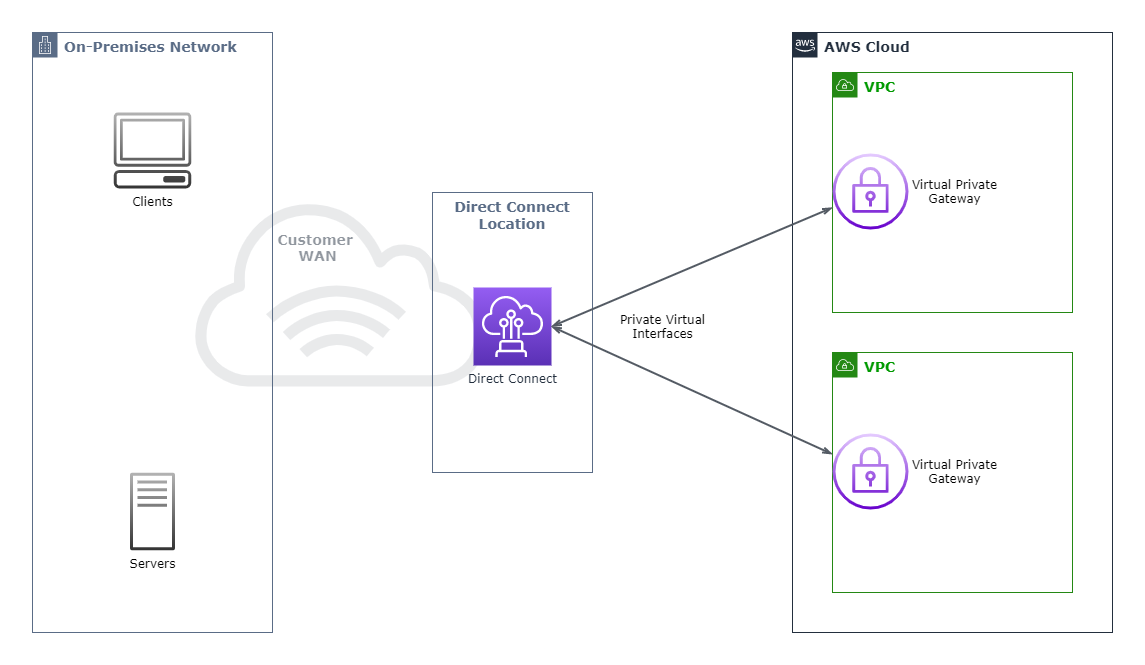 On-Premises Network
Clients
Servers
Customer
WAN
Direct Connect
Location
Direct Connect
Private Virtual
Interfaces
aws
AWS Cloud
VPC
Virtual Private
Gateway
VPC
Virtual Private
Gateway